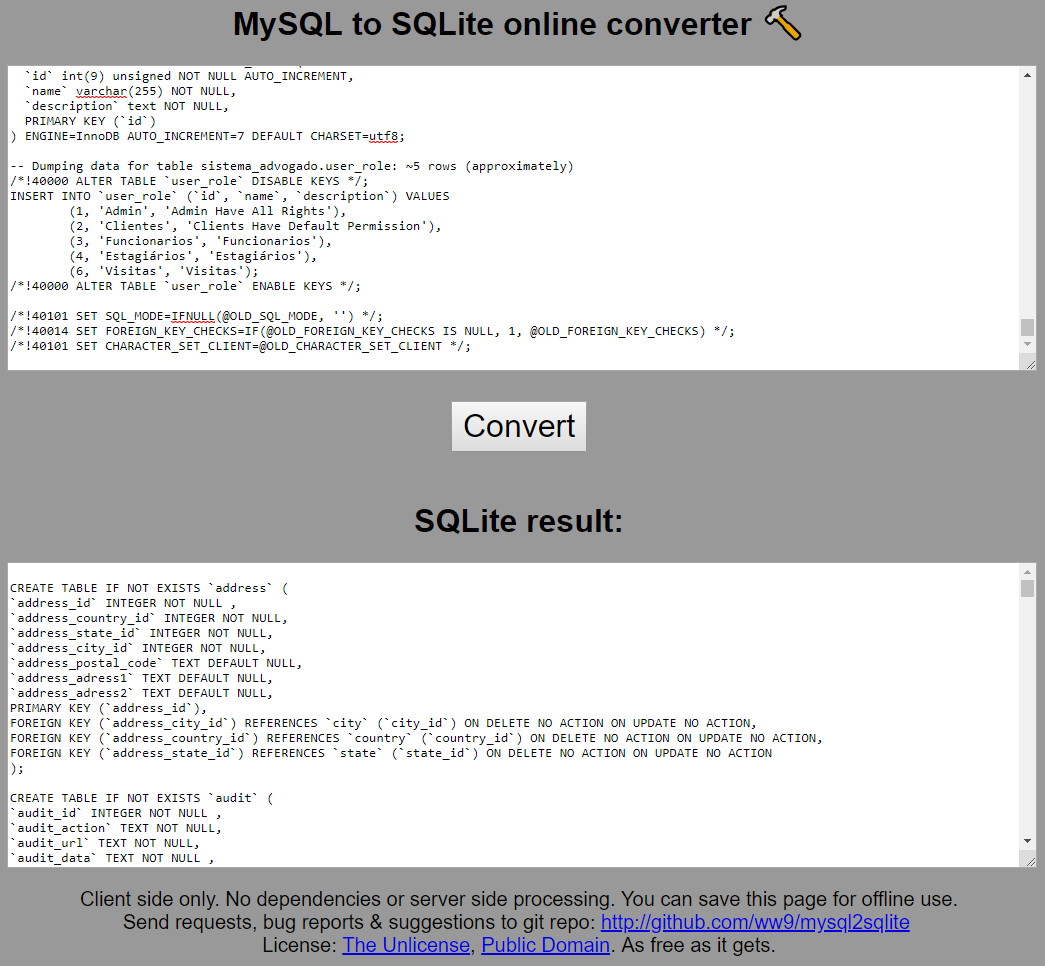 MySQL to SQLite online converter 🔨
`id` int(9) unsigned NOT NULL AUTO_INCREMENT,
`name` varchar(255) NOT NULL,
`description` text NOT NULL,
PRIMARY KEY (`id`)
) ENGINE=InnoDB AUTO_INCREMENT=7 DEFAULT CHARSET=utf8;
-- Dumping data for table sistema_advogado.user_role: ~5 rows (approximately)
/*!40000 ALTER TABLE `user_role` DISABLE KEYS */;
INSERT INTO `user_role` (`id`, `name`, `description`) VALUES
(1, 'Admin', 'Admin Have All Rights'),
(2, 'Clientes', 'Clients Have Default Permission'),
(3, 'Funcionarios', 'Funcionarios'),
(4, 'Estagiários', 'Estagiários'),
(6, 'Visitas', 'Visitas');
/*!40000 ALTER TABLE `user_role` ENABLE KEYS */;
/*!40101 SET SQL_MODE=IFNULL(@OLD_SQL_MODE, '') */;
/*!40014 SET FOREIGN_KEY_CHECKS=IF(@OLD_FOREIGN_KEY_CHECKS IS NULL, 1, @OLD_FOREIGN_KEY_CHECKS) */;
/*!40101 SET CHARACTER_SET_CLIENT=@OLD_CHARACTER_SET_CLIENT */;
Convert
SQLite result:
CREATE TABLE IF NOT EXISTS `address` (
`address_id` INTEGER NOT NULL ,
`address_country_id` INTEGER NOT NULL,
`address_state_id` INTEGER NOT NULL,
`address_city_id` INTEGER NOT NULL,
`address_postal_code` TEXT DEFAULT NULL,
`address_adress1` TEXT DEFAULT NULL,
`address_adress2` TEXT DEFAULT NULL,
PRIMARY KEY (`address_id`),
FOREIGN KEY (`address_city_id`) REFERENCES `city` (`city_id`) ON DELETE NO ACTION ON UPDATE NO ACTION,
FOREIGN KEY (`address_country_id`) REFERENCES `country` (`country_id`) ON DELETE NO ACTION ON UPDATE NO ACTION,
FOREIGN KEY (`address_state_id`) REFERENCES `state` (`state_id`) ON DELETE NO ACTION ON UPDATE NO ACTION
);
CREATE TABLE IF NOT EXISTS `audit` (
`audit_id` INTEGER NOT NULL ,
`audit_action` TEXT NOT NULL,
`audit_url` TEXT NOT NULL,
`audit_data` TEXT NOT NULL ,
Client side only. No dependencies or server side processing. You can save this page for offline use.
Send requests, bug reports & suggestions to git repo: http://github.com/ww9/mysql2sqlite
License: The Unlicense, Public Domain. As free as it gets.